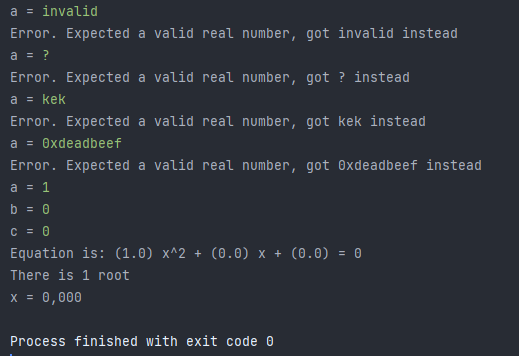 a = invalid
Error. Expected a valid real number, got invalid instead
a = ?
Error. Expected a valid real number, got ? instead
a = kek
Error. Expected a valid real number, got kek instead
a = 0xdeadbeef
Error. Expected a valid real number, got 0xdeadbeef instead
a = 1
b = 0
c = 0
Equation is: (1.0) x^2 + (0.0) x + (0.0) = 0
There is 1 root
x = 0,000
Process finished with exit code 0